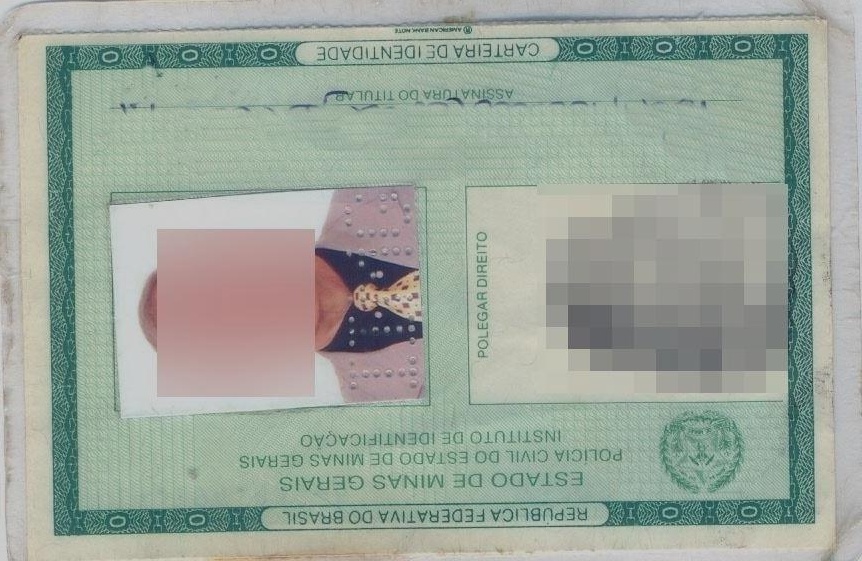 REPÚBLICA FEDERATIVA DO BRASIL
ESTADO DE MINAS GERAIS
POLICIA CIVIL DO ESTADO DE MINAS GERAIS
INSTITUTO DE IDENTIFICAÇÃO
POLEGAR DIREITO
ASSINATURA DO TITULAR
CARTEIRA DE IDENTIDADE
AMERICAN BANK NOTE